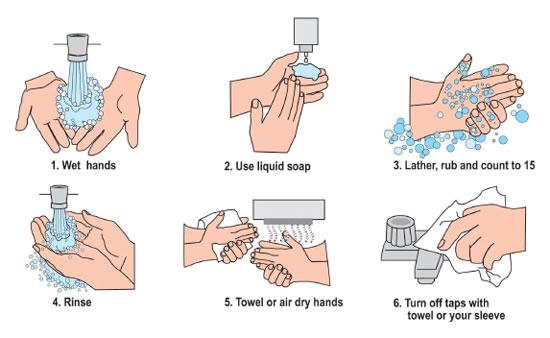 1. Wet hands
2. Use liquid soap
3. Lather, rub and count to 15
4. Rinse
5. Towel or air dry hands
6. Turn off taps with
towel or your sleeve